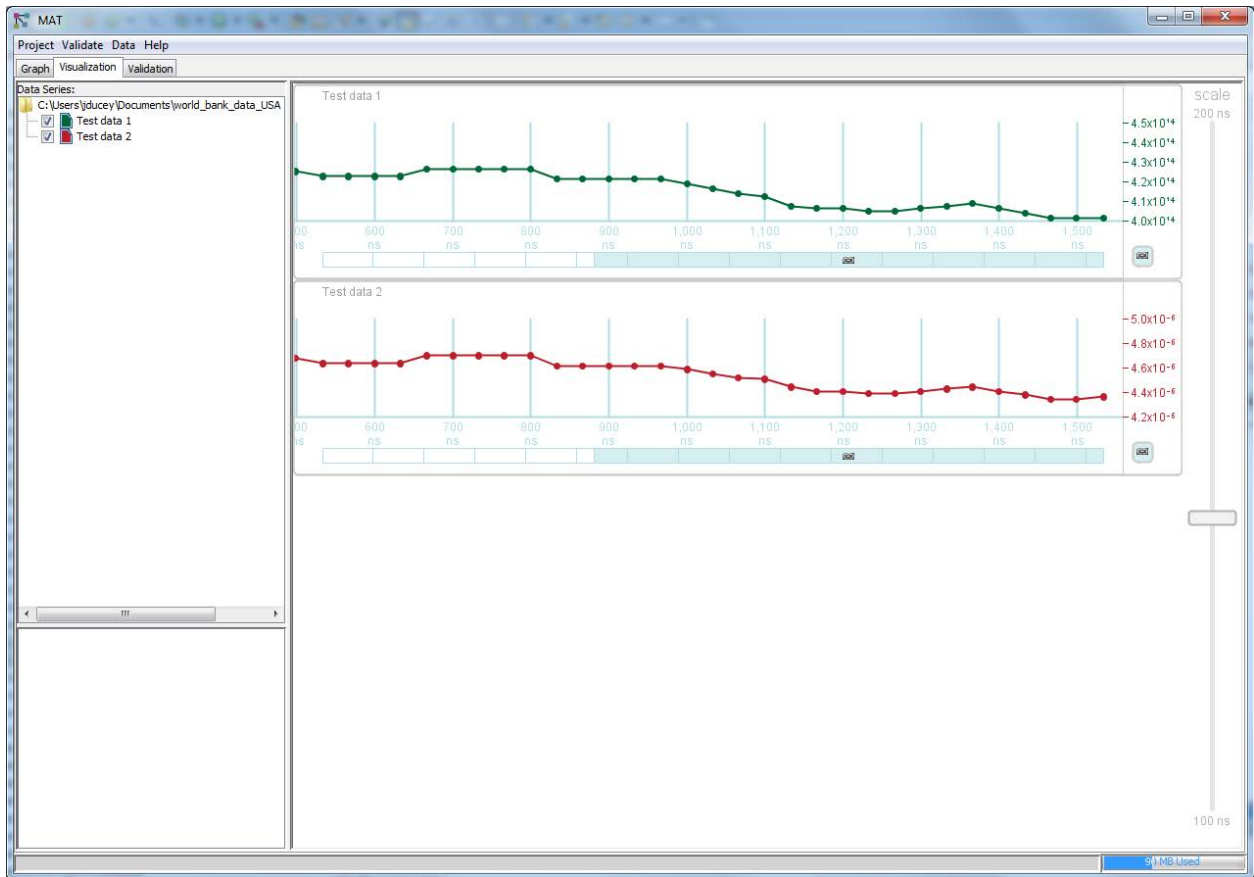 MAT
Project Validate Data Help
Graph Visualization Validation
Data Series:
C:\Users\jducey\Documents\world_bank_data_USA
Test data 1
Test data 2
Test data 1
4.5x10¹⁴
4.4x10¹⁴
4.3x10¹⁴
4.2x10¹⁴
4.1x10¹⁴
4.0x10¹⁴
00 600 700 800 900 1,000 1,100 1,200 1,300 1,400 1,500
ns ns ns ns ns ns ns ns ns ns ns
Test data 2
5.0x10⁻⁶
4.8x10⁻⁶
4.6x10⁻⁶
4.4x10⁻⁶
4.2x10⁻⁶
00 600 700 800 900 1,000 1,100 1,200 1,300 1,400 1,500
ns ns ns ns ns ns ns ns ns ns ns
scale
200 ns
100 ns
MB Used